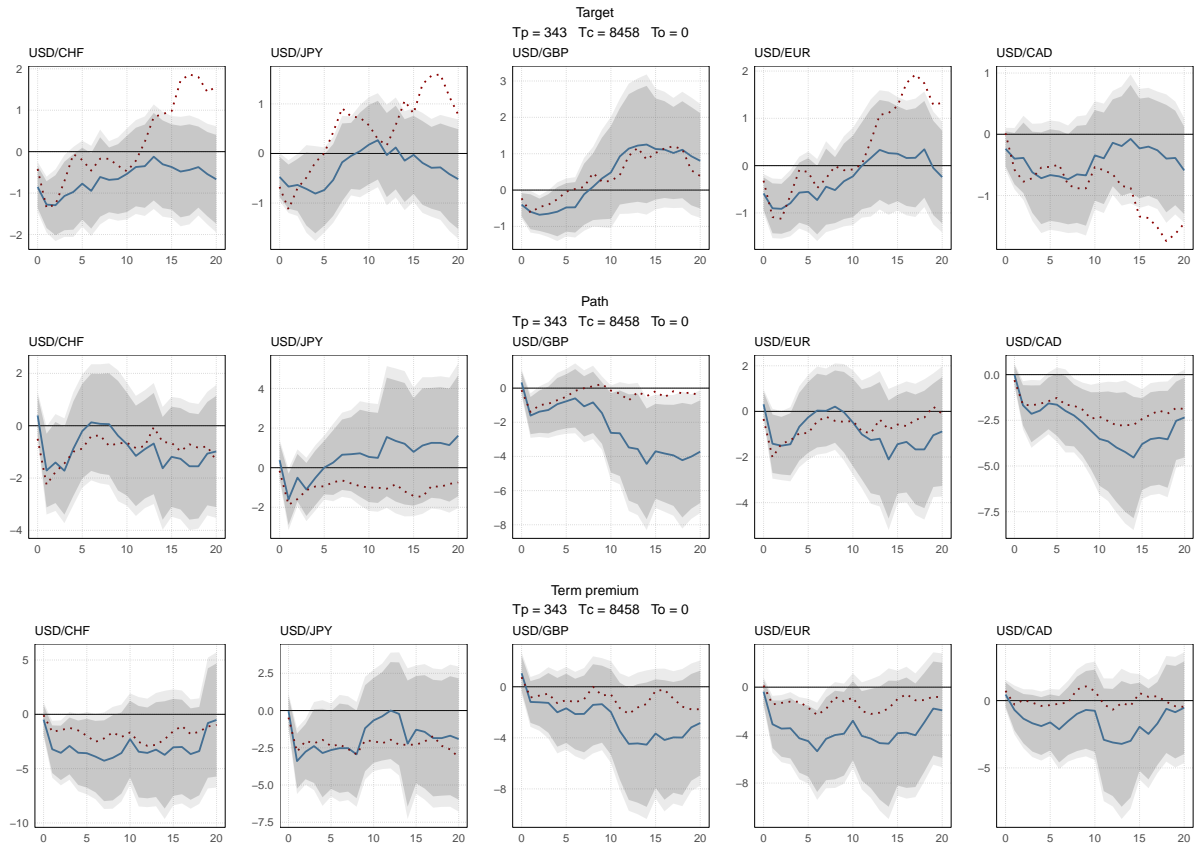 Target
Tp = 343 Tc = 8458 To = 0
USD/CHF USD/JPY USD/GBP USD/EUR USD/CAD
2 1 0 −1 −2
1 0 −1
3 2 1 0 −1
2 1 0 −1
1 0 −1
0 5 10 15 20 0 5 10 15 20 0 5 10 15 20 0 5 10 15 20 0 5 10 15 20
Path
Tp = 343 Tc = 8458 To = 0
USD/CHF USD/JPY USD/GBP USD/EUR USD/CAD
2 0 −2 −4
4 2 0 −2
0 −2 −4 −6 −8
2 0 −2 −4
0.0 −2.5 −5.0 −7.5
0 5 10 15 20 0 5 10 15 20 0 5 10 15 20 0 5 10 15 20 0 5 10 15 20
Term premium
Tp = 343 Tc = 8458 To = 0
USD/CHF USD/JPY USD/GBP USD/EUR USD/CAD
5 0 −5 −10
2.5 0.0 −2.5 −5.0 −7.5
0 −4 −8
0 −4 −8
0 −5
0 5 10 15 20 0 5 10 15 20 0 5 10 15 20 0 5 10 15 20 0 5 10 15 20